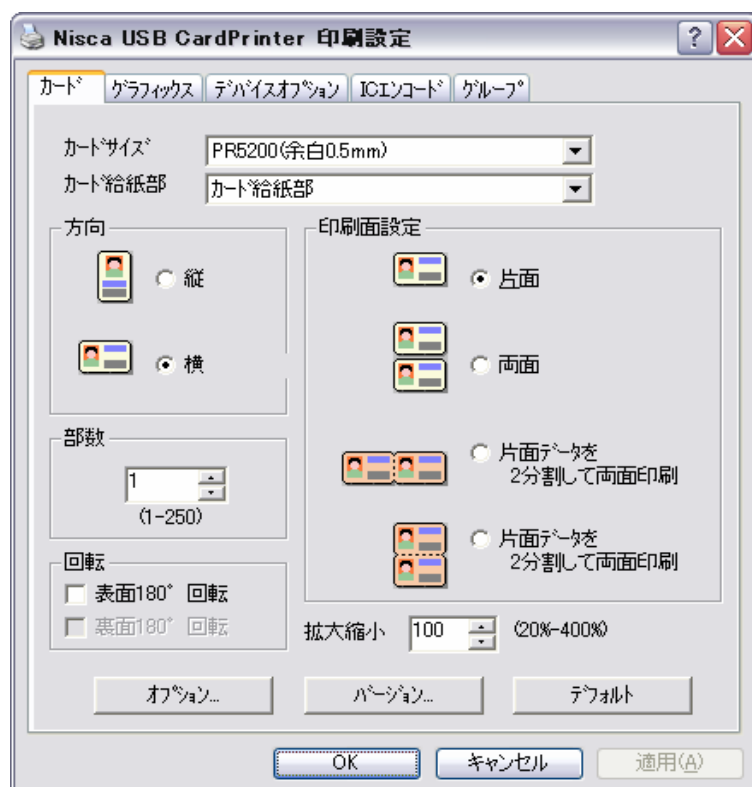 Nisca USB CardPrinter 印刷設定
カード グラフィックス デバイスオプション ICエンコード グループ
カードサイズ PR5200(余白0.5mm)
カード給紙部 カード給紙部
方向
縦
横
印刷面設定
片面
両面
片面データを
2分割して両面印刷
片面データを
2分割して両面印刷
部数
1
(1-250)
回転
表面180° 回転
裏面180° 回転
拡大縮小 100 (20%-400%)
オプション... バージョン... デフォルト
OK キャンセル 適用(A)